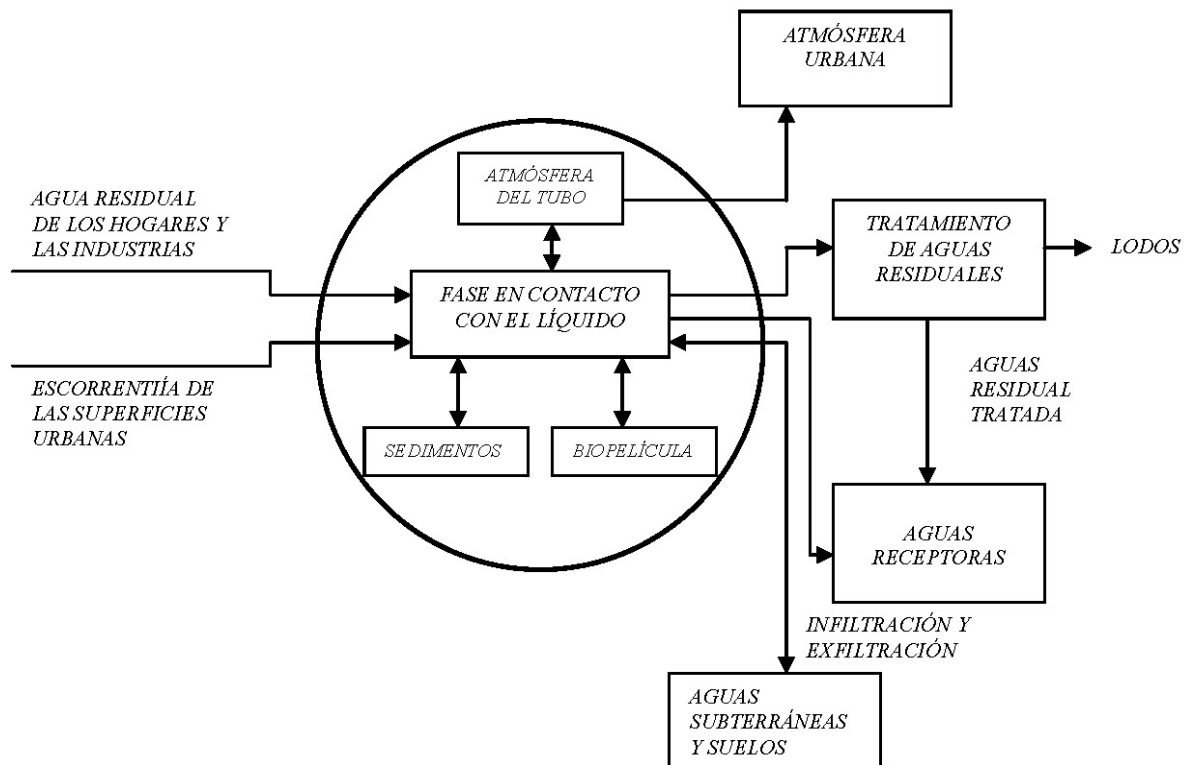 ATMÓSFERA
URBANA
ATMÓSFERA
DEL TUBO
AGUA RESIDUAL
DE LOS HOGARES Y
LAS INDUSTRIAS
TRATAMIENTO
DE AGUAS
RESIDUALES
LODOS
FASE EN CONTACTO
CON EL LÍQUIDO
ESCORRENTIÍA DE
LAS SUPERFICIES
URBANAS
AGUAS
RESIDUAL
TRATADA
SEDIMENTOS
BIOPELÍCULA
AGUAS
RECEPTORAS
INFILTRACIÓN Y
EXFILTRACIÓN
AGUAS
SUBTERRÁNEAS
Y SUELOS